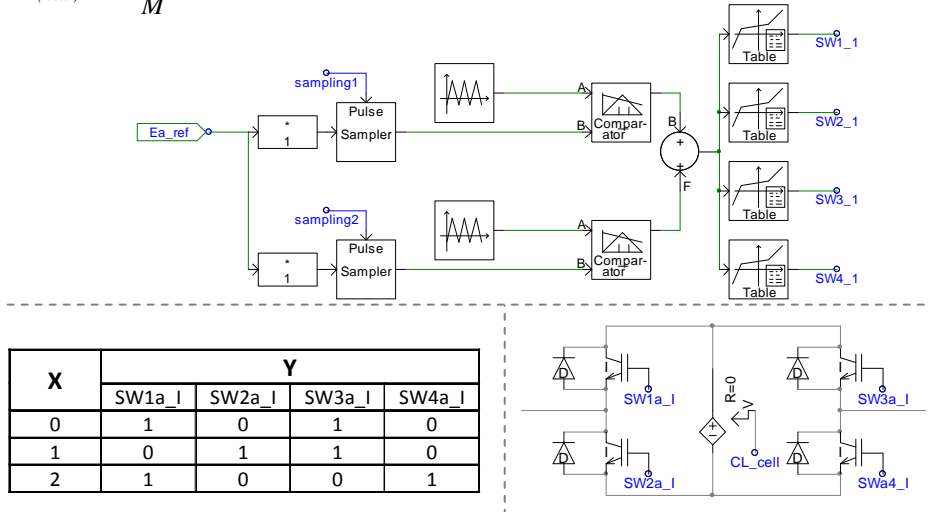 M
SW1_1
Table
sampling1
Pulse
Sampler
A
B
Compar-
ator
B
+
+
F
Ea_ref
*
1
SW2_1
Table
SW3_1
Table
sampling2
Pulse
Sampler
A
B
Compar-
ator
*
1
SW4_1
Table
X Y
SW1a_I SW2a_I SW3a_I SW4a_I
0 1 0 1 0
1 0 1 1 0
2 1 0 0 1
D
SW1a_I
R=0
V
+
-
CL_cell
D
SW3a_I
D
SW2a_I
D
SWa4_I